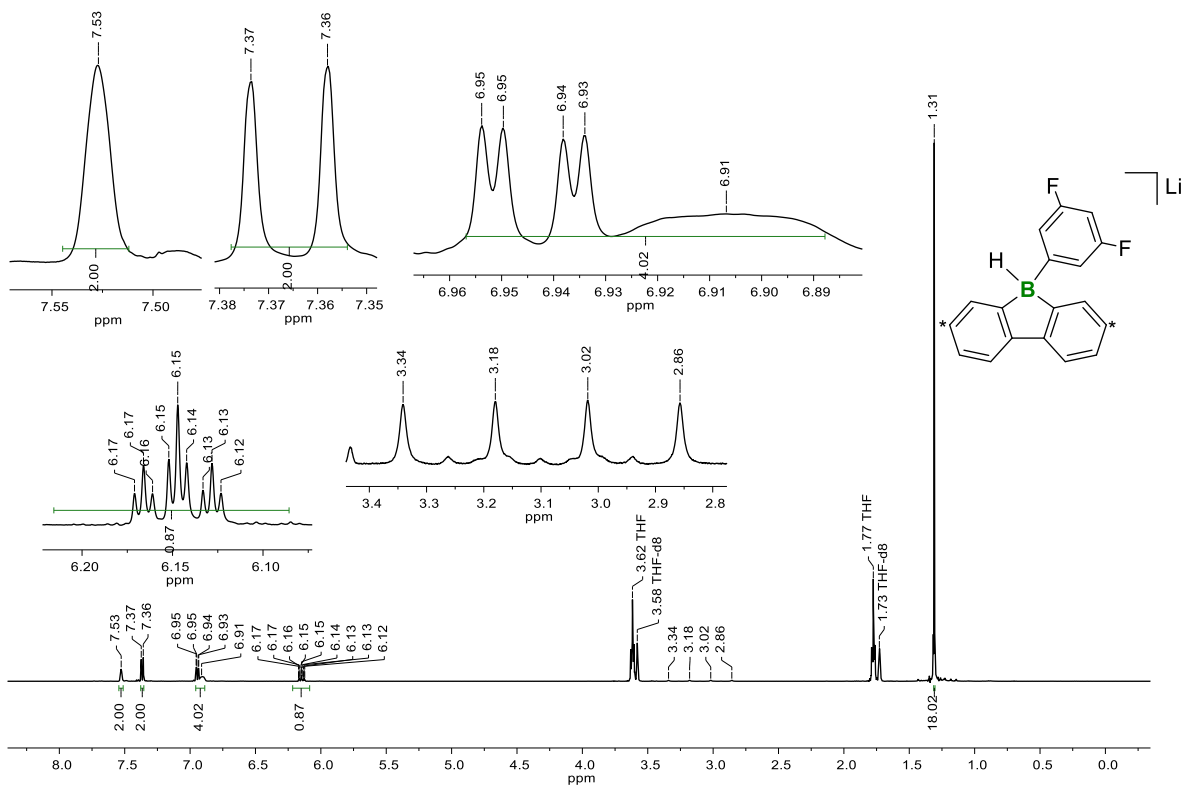 7.53
7.37
7.36
6.95
6.95
6.94
6.93
6.91
1.31
2.00
2.00
4.02
7.55 7.50
ppm
7.38 7.37 7.36 7.35
ppm
6.96 6.95 6.94 6.93 6.92 6.91 6.90 6.89
ppm
Li
F
F
H
B
* *
6.17
6.17
6.16
6.15
6.15
6.14
6.13
6.13
6.12
0.87
6.20 6.15 6.10
ppm
3.34
3.18
3.02
2.86
3.4 3.3 3.2 3.1 3.0 2.9 2.8
ppm
7.53
7.37
7.36
6.95
6.95
6.94
6.93
6.91
6.17
6.17
6.16
6.15
6.15
6.14
6.13
6.13
6.12
3.62 THF
3.58 THF-d8
3.34
3.18
3.02
2.86
1.77 THF
1.73 THF-d8
2.00
2.00
4.02
0.87
18.02
8.0 7.5 7.0 6.5 6.0 5.5 5.0 4.5 4.0 3.5 3.0 2.5 2.0 1.5 1.0 0.5 0.0
ppm